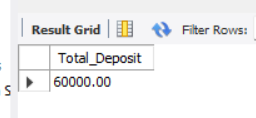 Result Grid Filter Rows:
Total_Deposit
60000.00